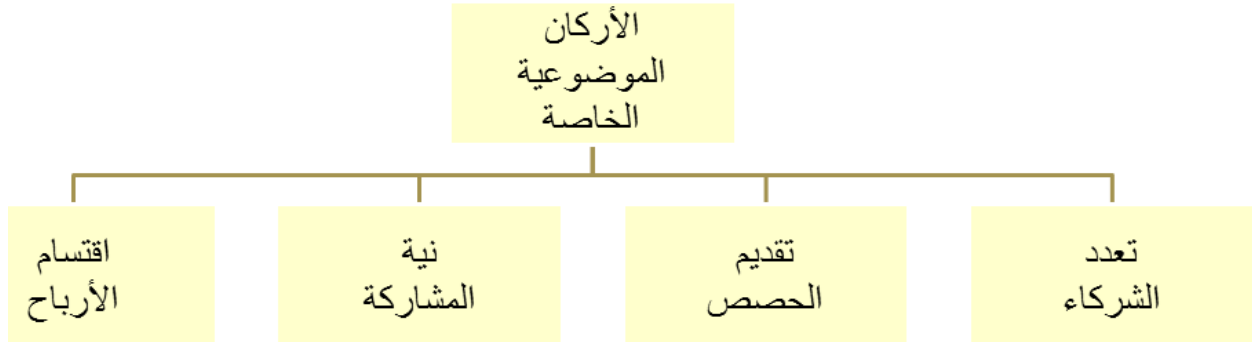 الأركان
الموضوعية
الخاصة
تعدد
الشركاء
تقديم
الحصص
نية
المشاركة
اقتسام
الأرباح